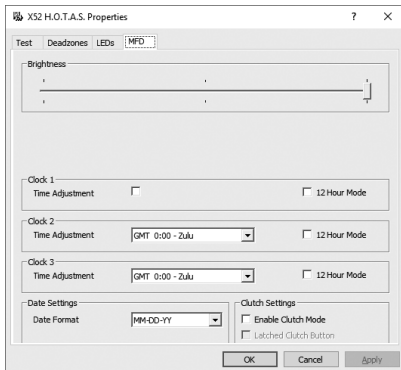 X52 H.O.T.A.S. Properties
? X
Test Deadzones LEDs MFD
Brightness
Clock 1
Time Adjustment 12 Hour Mode
Clock 2
Time Adjustment GMT 0:00 - Zulu 12 Hour Mode
Clock 3
Time Adjustment GMT 0:00 - Zulu 12 Hour Mode
Date Settings Clutch Settings
Date Format MM-DD-YY Enable Clutch Mode
Latched Clutch Button
OK Cancel Apply